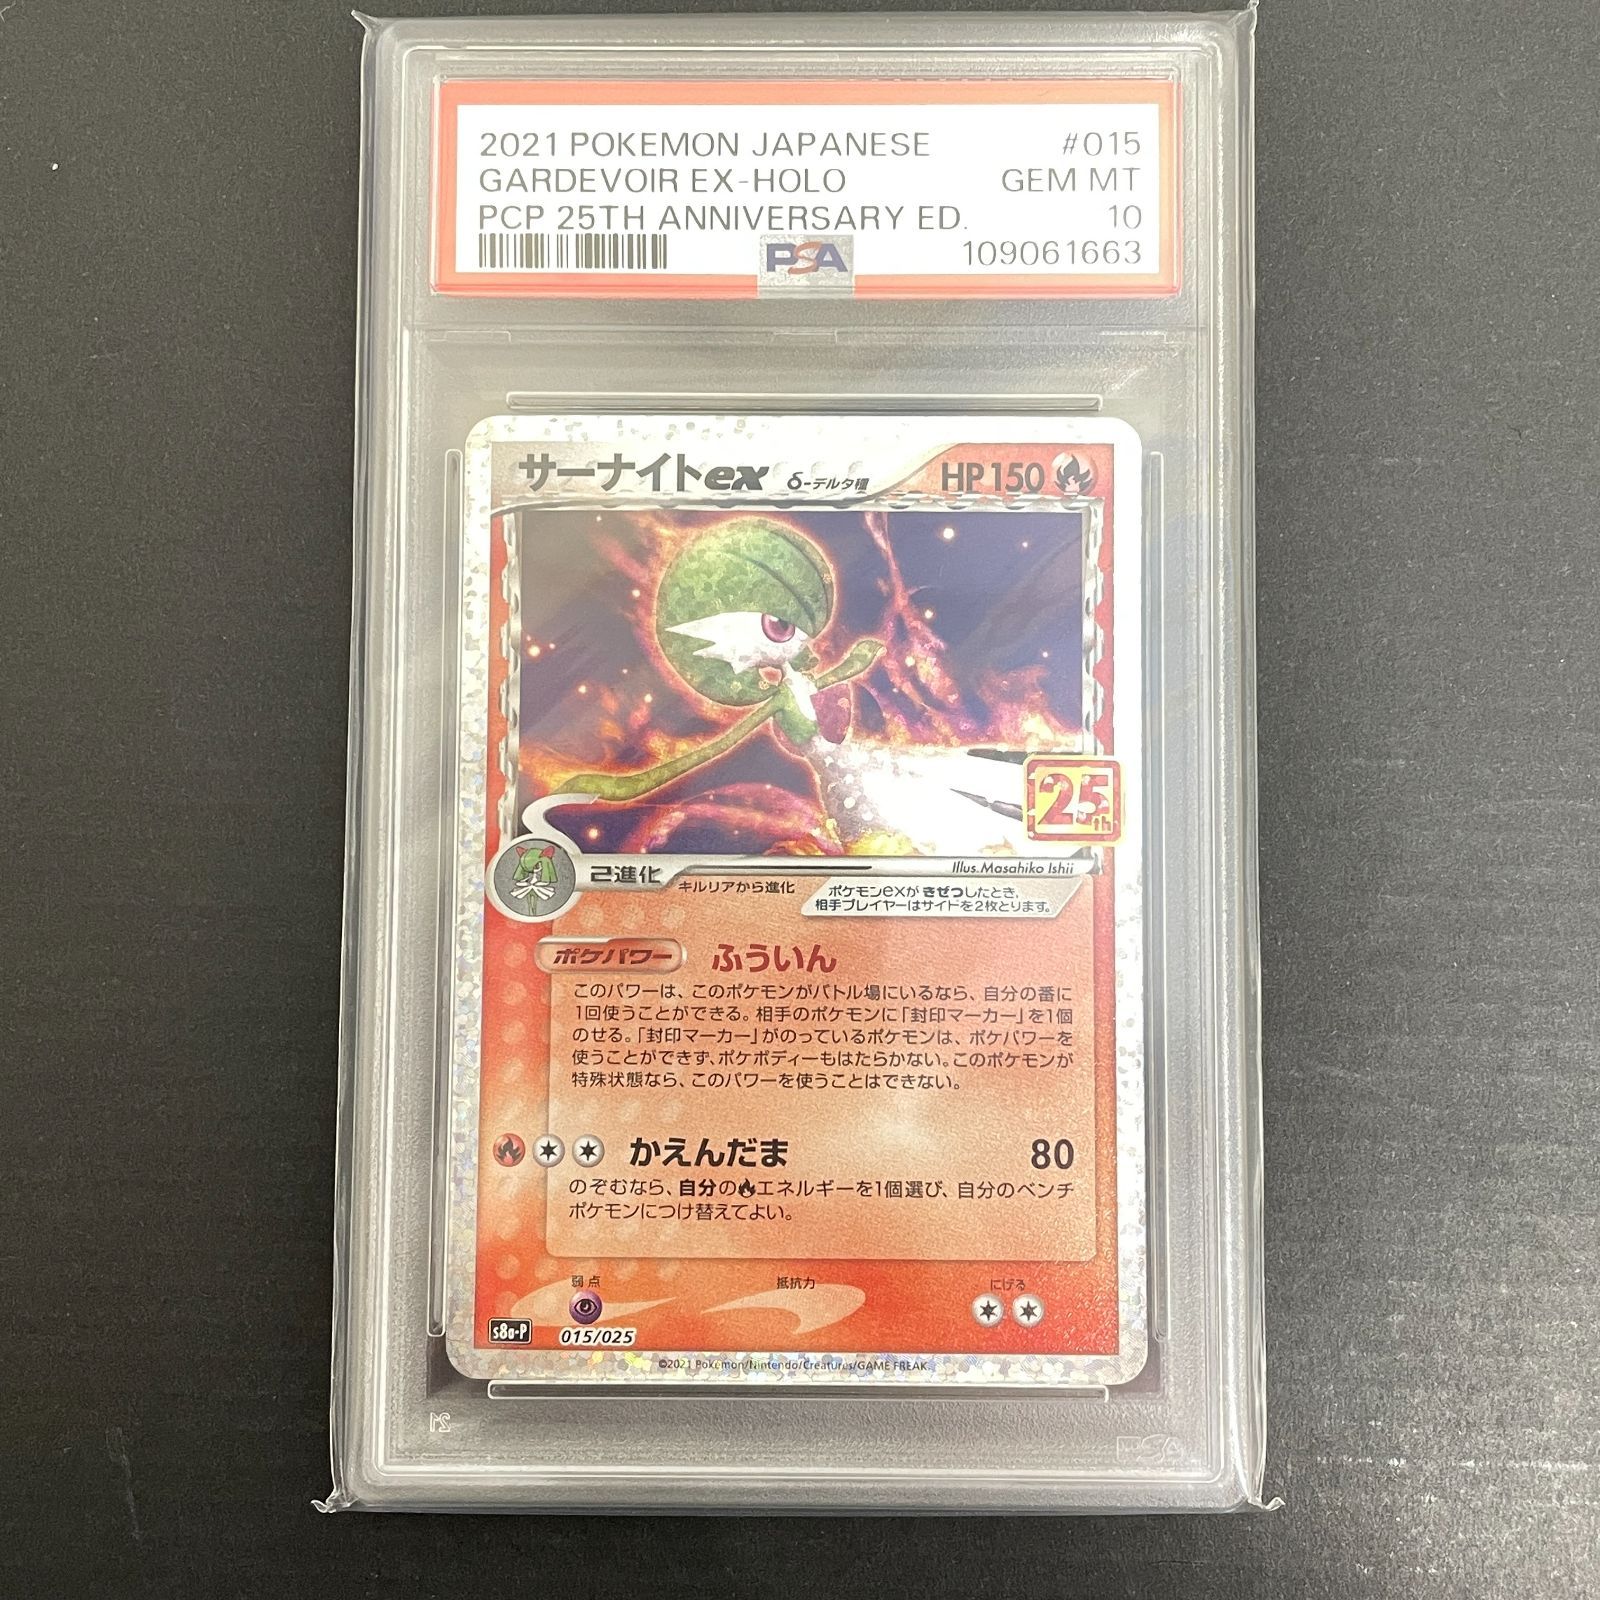 2021 POKEMON JAPANESE #015
GARDEVOIR EX-HOLO GEM MT
PCP 25TH ANNIVERSARY ED. 10
PSA 109061663
サーナイトex δ-デルタ種 HP150
25th
己進化 キルリアから進化
Illus.Masahiko Ishii
ポケモンexが きぜつしたとき、
相手プレイヤーはサイドを2枚とります。
ポケパワー ふういん
このパワーは、このポケモンがバトル場にいるなら、自分の番に
1回使うことができる。相手のポケモンに「封印マーカー」を1個
のせる。「封印マーカー」がのっているポケモンは、ポケパワーを
使うことができず、ポケボディーもはたらかない。このポケモンが
特殊状態なら、このパワーを使うことはできない。
かえんだま 80
のぞむなら、自分のエネルギーを1個選び、自分のベンチ
ポケモンにつけ替えてよい。
弱点 抵抗力 にげる
s8a-P 015/025
©2021 Pokémon/Nintendo/Creatures/GAME FREAK.
21
PSA